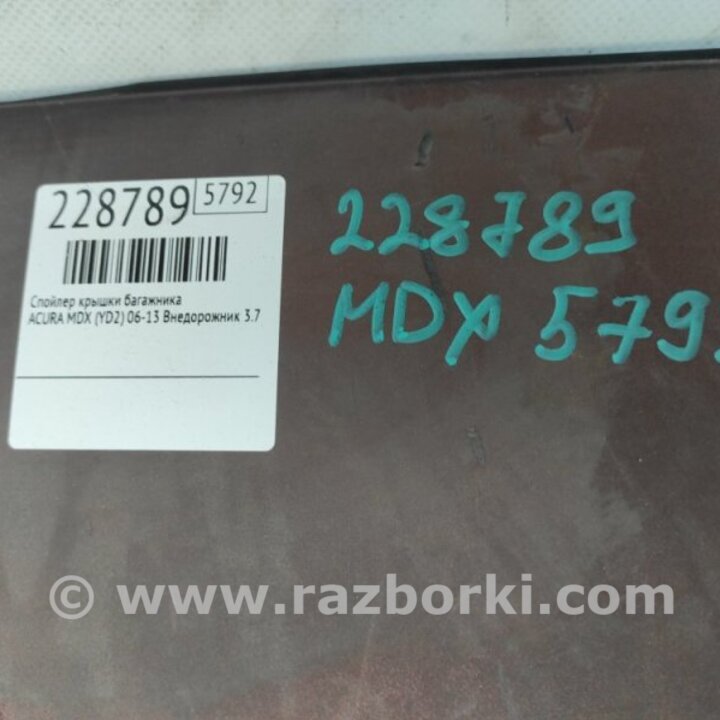 228789 5792
Спойлер крышки багажника
ACURA MDX (YD2) 06-13 Внедорожник 3.7
228789
MDX 579
© www.razborki.com